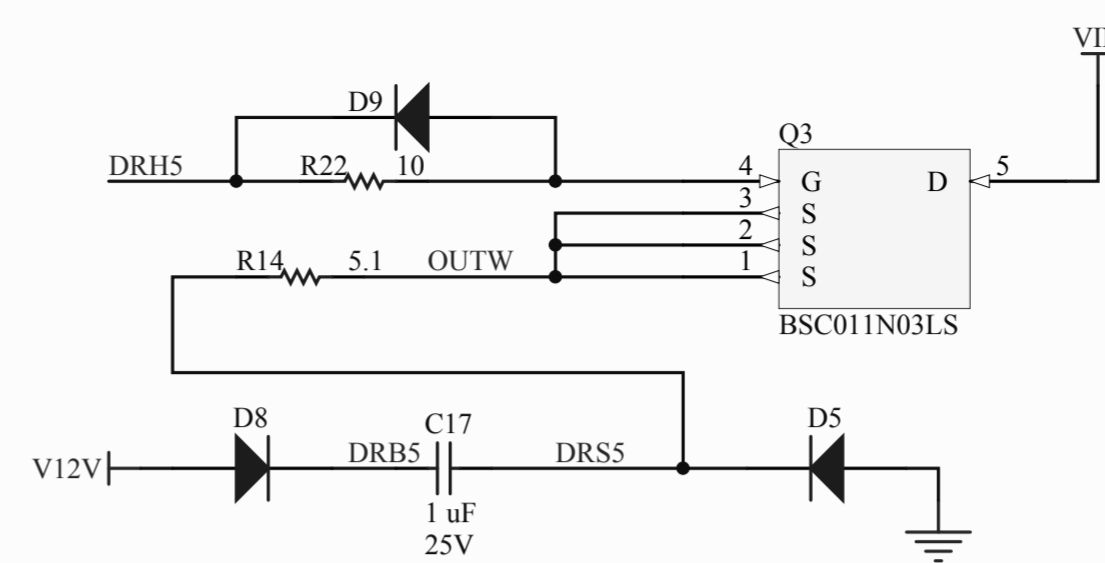 VI
D9
Q3
DRH5
R22 10
4 G D 5
3 S
2 S
R14 5.1 OUTW 1 S
BSC011N03LS
D8 C17 D5
V12V DRB5 DRS5
1 uF
25V